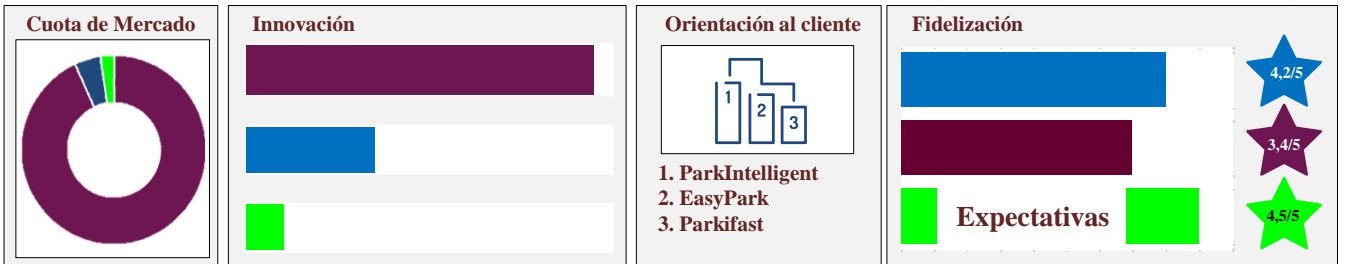 Cuota de Mercado
Innovación
Orientación al cliente
1
2
3
1. ParkIntelligent
2. EasyPark
3. Parkifast
Fidelización
4,2/5
3,4/5
Expectativas
4,5/5